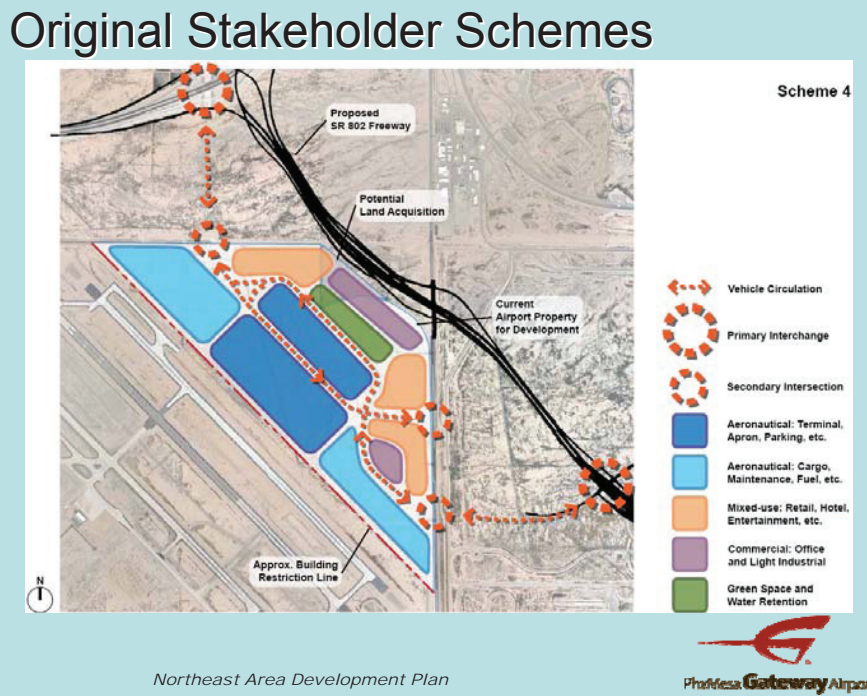 Original Stakeholder Schemes
Scheme 4
Proposed
SR 802 Freeway
Potential
Land Acquisition
Current
Airport Property
for Development
Approx. Building
Restriction Line
N
Vehicle Circulation
Primary Interchange
Secondary Intersection
Aeronautical: Terminal,
Apron, Parking, etc.
Aeronautical: Cargo,
Maintenance, Fuel, etc.
Mixed-use: Retail, Hotel,
Entertainment, etc.
Commercial: Office
and Light Industrial
Green Space and
Water Retention
Northeast Area Development Plan
Gateway